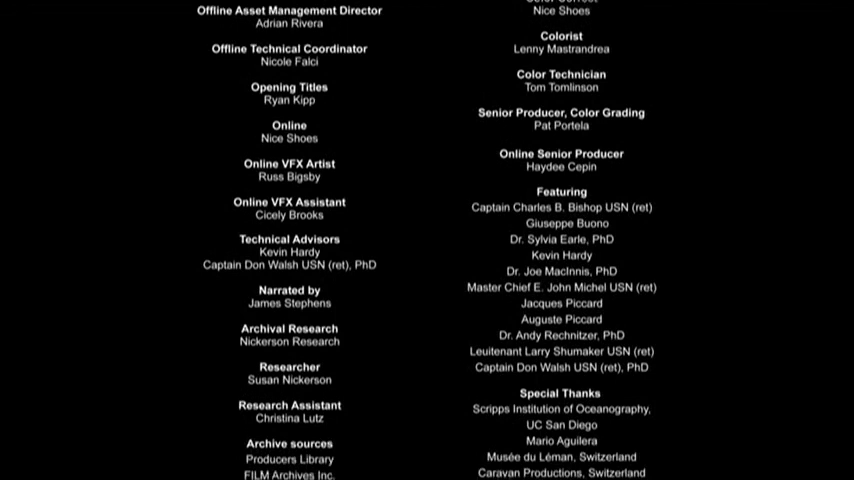 Offline Asset Management Director
Adrian Rivera
Offline Technical Coordinator
Nicole Falci
Opening Titles
Ryan Kipp
Online
Nice Shoes
Online VFX Artist
Russ Bigsby
Online VFX Assistant
Cicely Brooks
Technical Advisors
Kevin Hardy
Captain Don Walsh USN (ret), PhD
Narrated by
James Stephens
Archival Research
Nickerson Research
Researcher
Susan Nickerson
Research Assistant
Christina Lutz
Archive sources
Producers Library
FILM Archives Inc.
Nice Shoes
Colorist
Lenny Mastrandrea
Color Technician
Tom Tomlinson
Senior Producer, Color Grading
Pat Portela
Online Senior Producer
Haydee Cepin
Featuring
Captain Charles B. Bishop USN (ret)
Giuseppe Buono
Dr. Sylvia Earle, PhD
Kevin Hardy
Dr. Joe MacInnis, PhD
Master Chief E. John Michel USN (ret)
Jacques Piccard
Auguste Piccard
Dr. Andy Rechnitzer, PhD
Leuitenant Larry Shumaker USN (ret)
Captain Don Walsh USN (ret), PhD
Special Thanks
Scripps Institution of Oceanography,
UC San Diego
Mario Aguilera
Musée du Léman, Switzerland
Caravan Productions, Switzerland